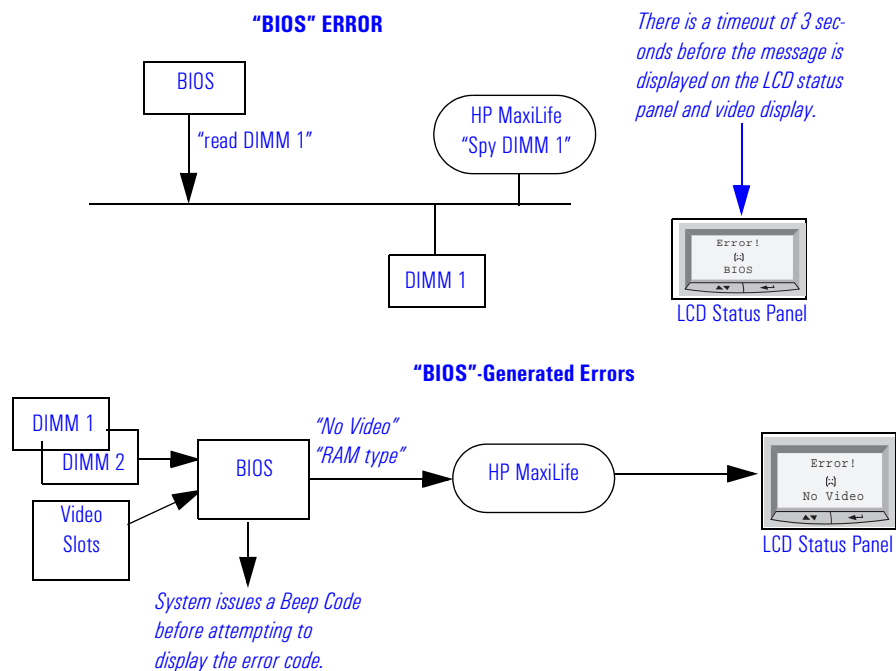 “BIOS” ERROR
There is a timeout of 3 sec-
onds before the message is
displayed on the LCD status
panel and video display.
BIOS
“read DIMM 1”
HP MaxiLife
“Spy DIMM 1”
DIMM 1
Error!
(::)
BIOS
LCD Status Panel
“BIOS”-Generated Errors
DIMM 1
DIMM 2
Video
Slots
BIOS
“No Video”
“RAM type”
HP MaxiLife
Error!
(::)
No Video
LCD Status Panel
System issues a Beep Code
before attempting to
display the error code.